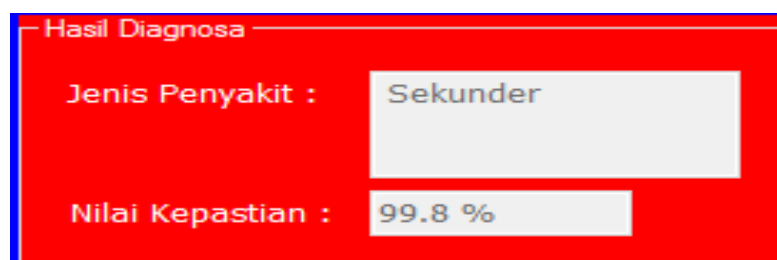 Hasil Diagnosa
Jenis Penyakit : Sekunder
Nilai Kepastian : 99.8 %